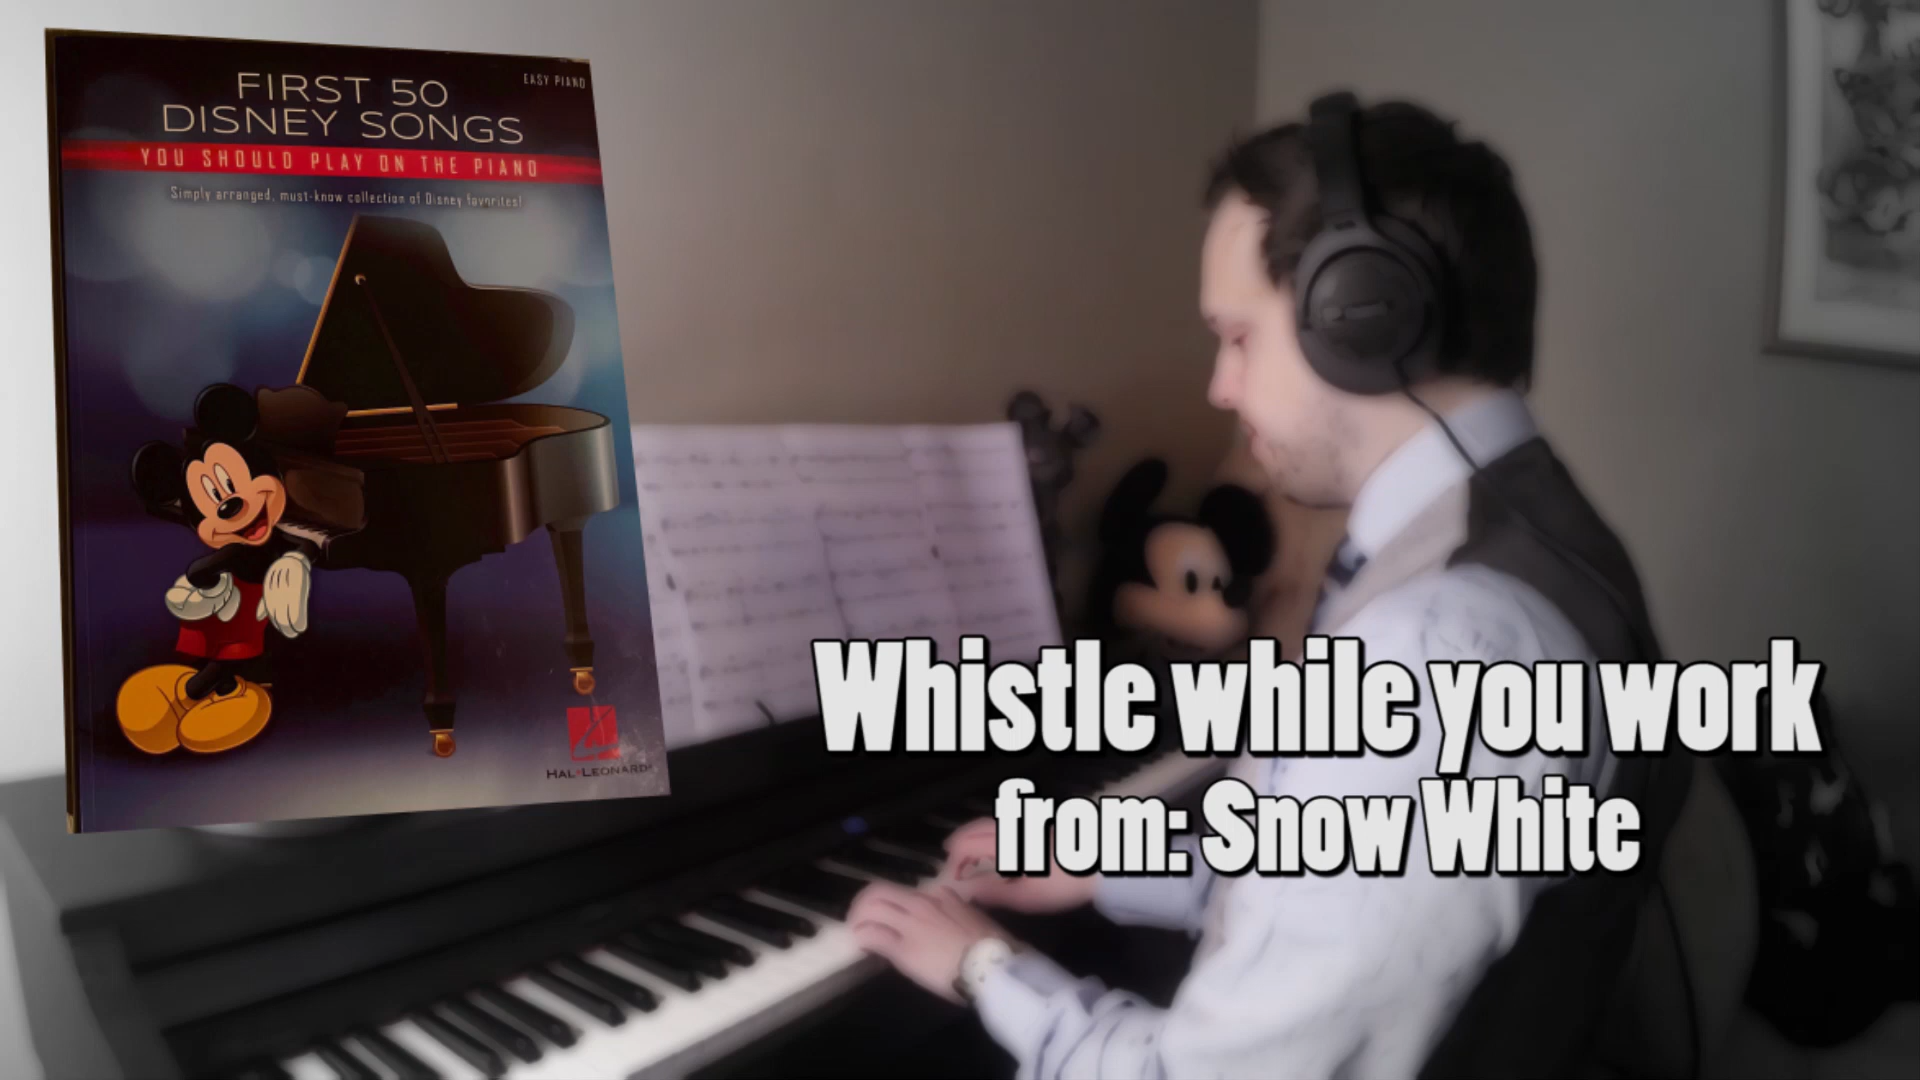 EASY PIANO
FIRST 50
DISNEY SONGS
YOU SHOULD PLAY ON THE PIANO
Simply arranged, must-know collection of Disney favorites!
HAL•LEONARD®
Whistle while you work
from: Snow White